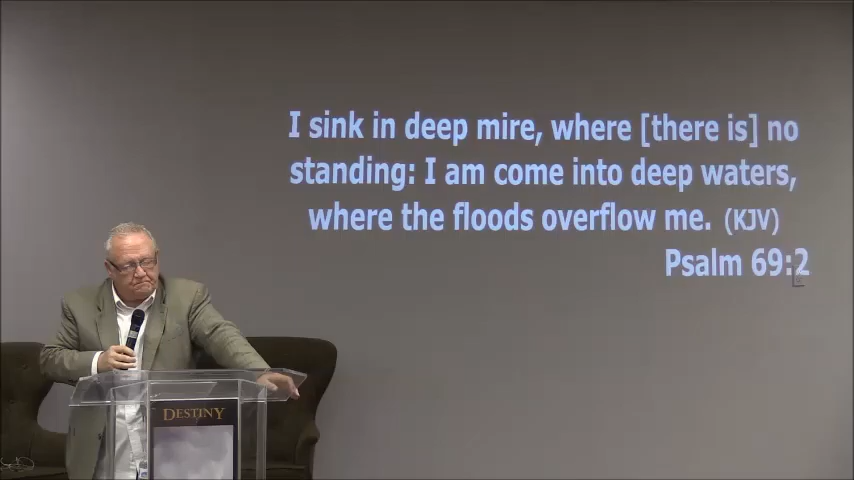 I sink in deep mire, where [there is] no
standing: I am come into deep waters,
where the floods overflow me. (KJV)
Psalm 69:2
DESTINY